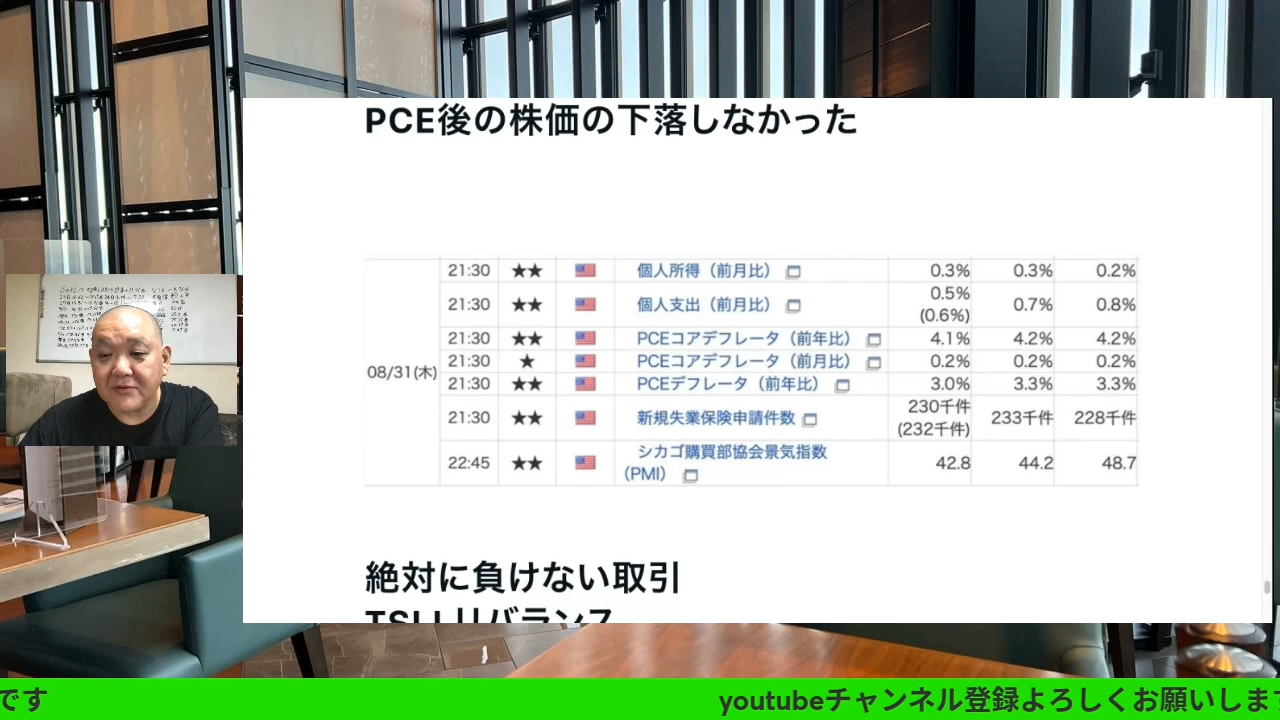 PCE後の株価の下落しなかった
08/31(木)
21:30 ★★ 個人所得（前月比） 0.3% 0.3% 0.2%
21:30 ★★ 個人支出（前月比） 0.5% (0.6%) 0.7% 0.8%
21:30 ★★ PCEコアデフレータ（前年比） 4.1% 4.2% 4.2%
21:30 ★ PCEコアデフレータ（前月比） 0.2% 0.2% 0.2%
21:30 ★★ PCEデフレータ（前年比） 3.0% 3.3% 3.3%
21:30 ★★ 新規失業保険申請件数 230千件 (232千件) 233千件 228千件
22:45 ★★ シカゴ購買部協会景気指数 (PMI) 42.8 44.2 48.7
絶対に負けない取引
TSLLリバランス
です
youtubeチャンネル登録よろしくお願いします